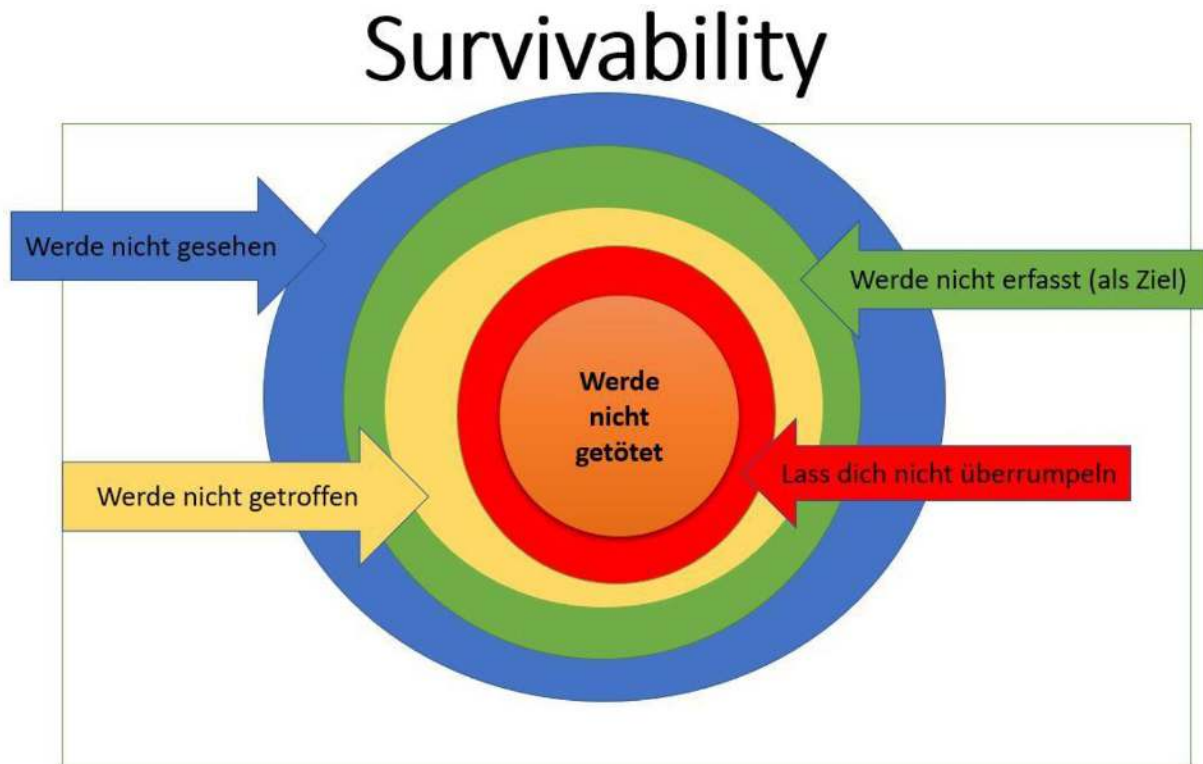 Survivability
Werde nicht gesehen
Werde nicht erfasst (als Ziel)
Werde
nicht
getötet
Werde nicht getroffen
Lass dich nicht überrumpeln